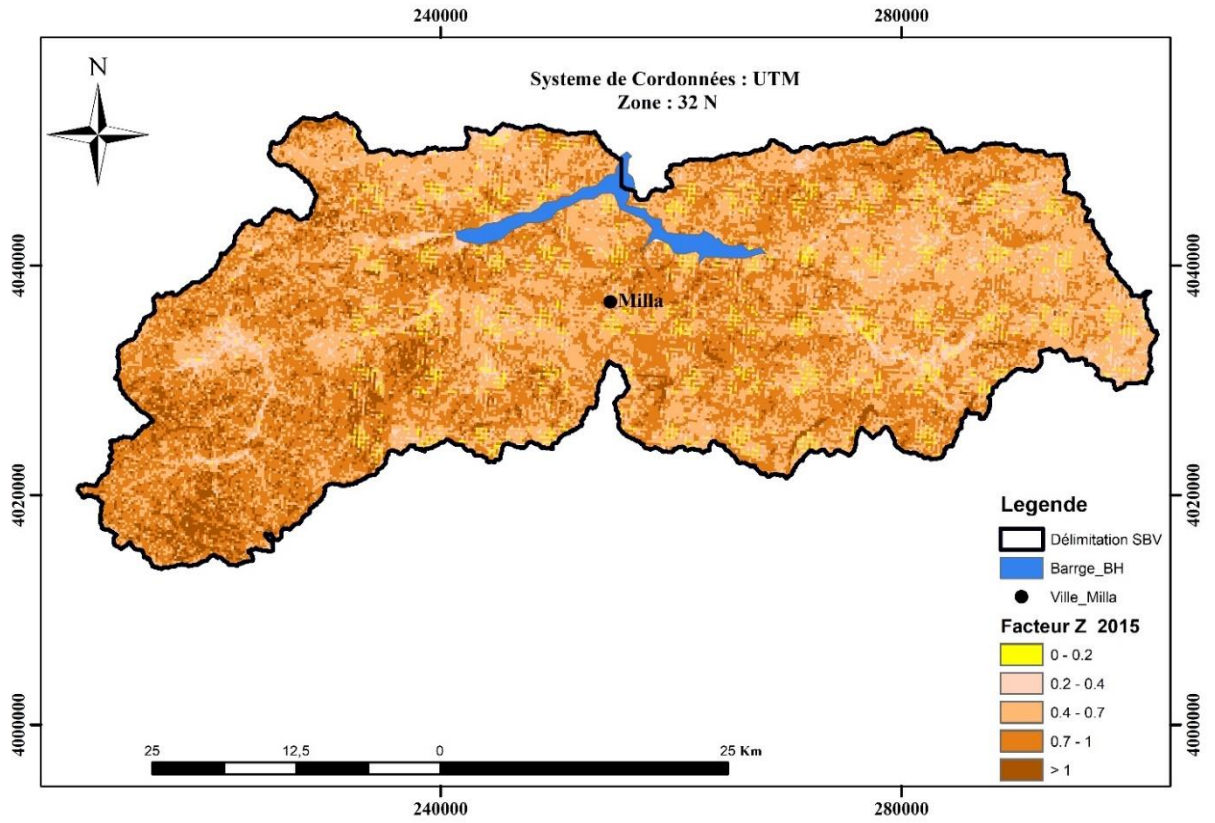 240000
280000
N
Systeme de Cordonnées : UTM
Zone : 32 N
4040000
4040000
Milla
4020000
4020000
Legende
Délimitation SBV
Barrge_BH
Ville_Milla
Facteur Z 2015
0 - 0.2
0.2 - 0.4
0.4 - 0.7
0.7 - 1
> 1
4000000
4000000
25
12,5
0
25 Km
240000
280000